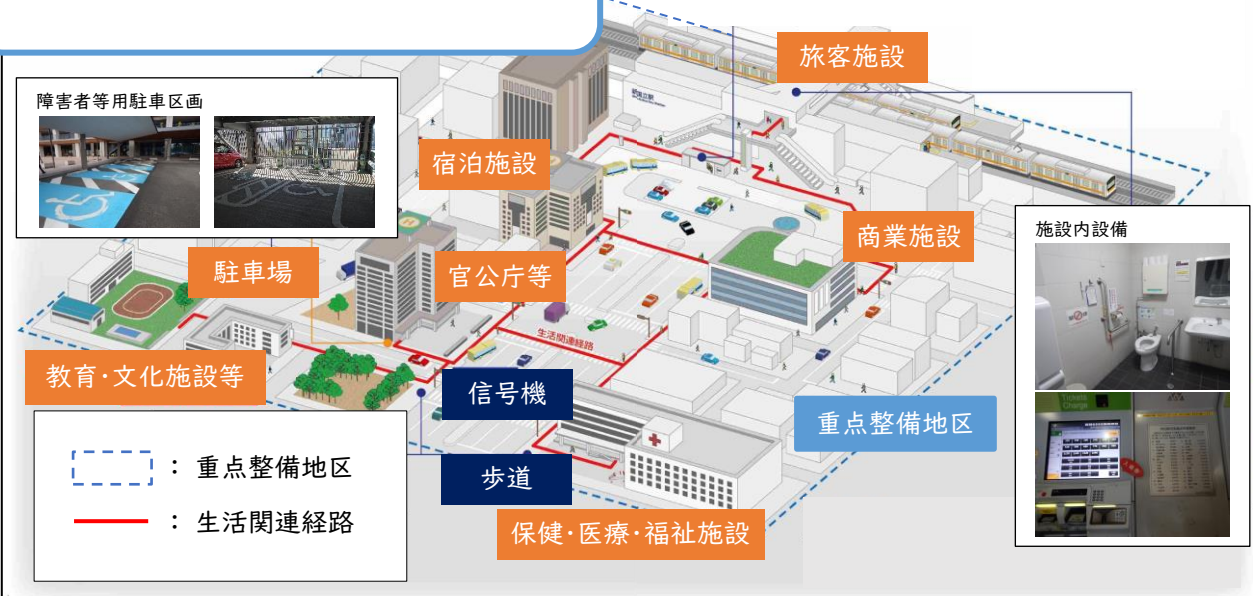 旅客施設
障害者等用駐車区画
宿泊施設
商業施設
施設内設備
駐車場
官公庁等
生活関連経路
教育・文化施設等
信号機
重点整備地区
歩道
： 重点整備地区
： 生活関連経路
保健・医療・福祉施設
Tickets
Charge